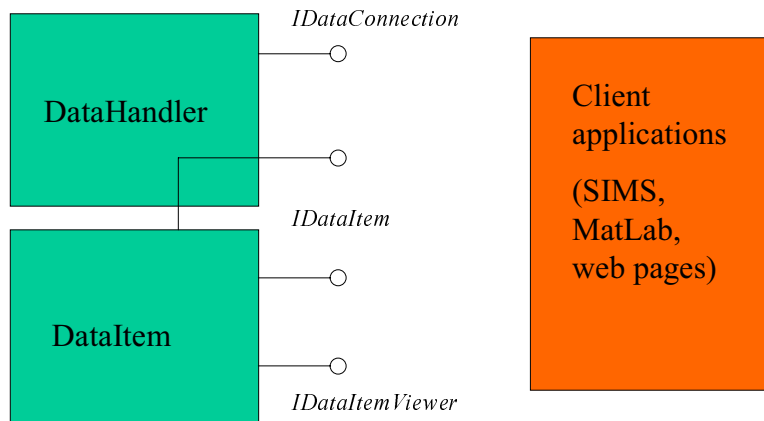 IDataConnection
DataHandler
IDataItem
DataItem
IDataItemViewer
Client
applications
(SIMS,
MatLab,
web pages)